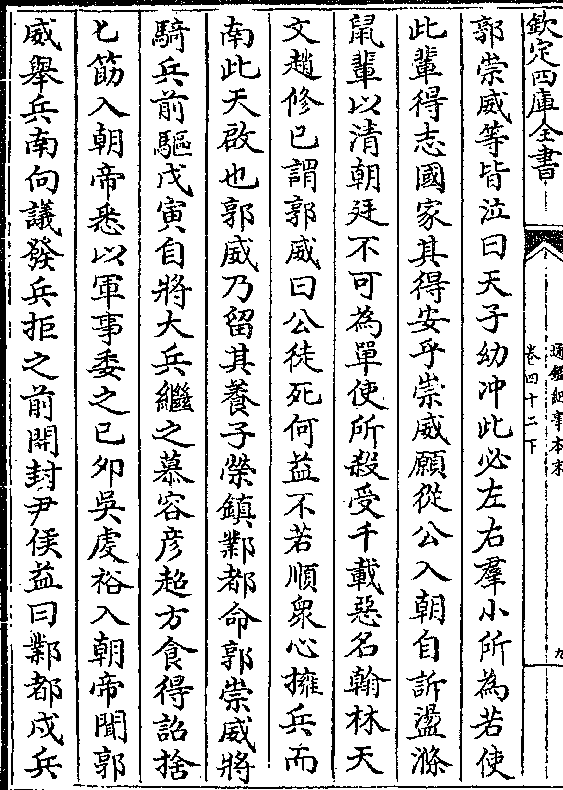 欽定四庫全書
通鑑紀事本末
卷四十二下
九
郭崇威等皆泣曰天子幼沖此必左右羣小所為若使
此輩得志國家其得安乎崇威願從公入朝自訴盪滌
鼠輩以清朝廷不可為單使所殺受千載惡名翰林天
文趙修已謂郭威曰公徒死何益不若順衆心擁兵而
南此天啟也郭威乃留其養子榮鎮鄴都命郭崇威將
騎兵前驅戊寅自將大兵繼之慕容彥超方食得詔捨
匕筯入朝帝悉以軍事委之已夘吳虔裕入朝帝聞郭
威舉兵南向議發兵拒之前開封尹侯益曰鄴都戍兵